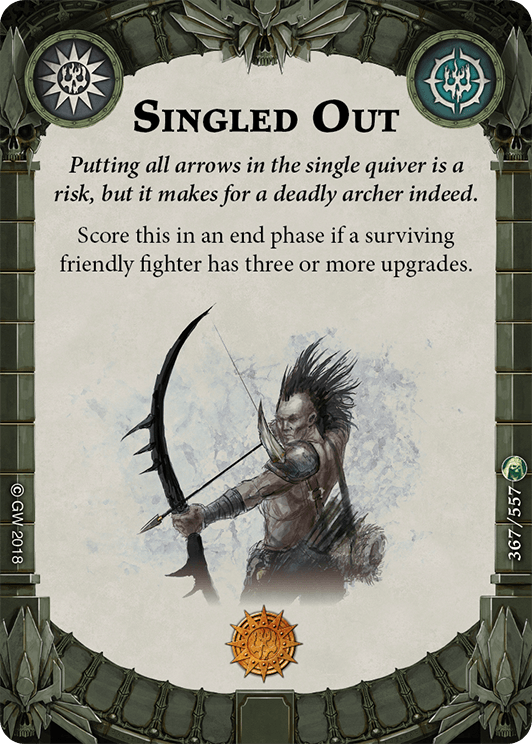 Singled Out
Putting all arrows in the single quiver is a
risk, but it makes for a deadly archer indeed.
Score this in an end phase if a surviving
friendly fighter has three or more upgrades.
© GW 2018
367/557